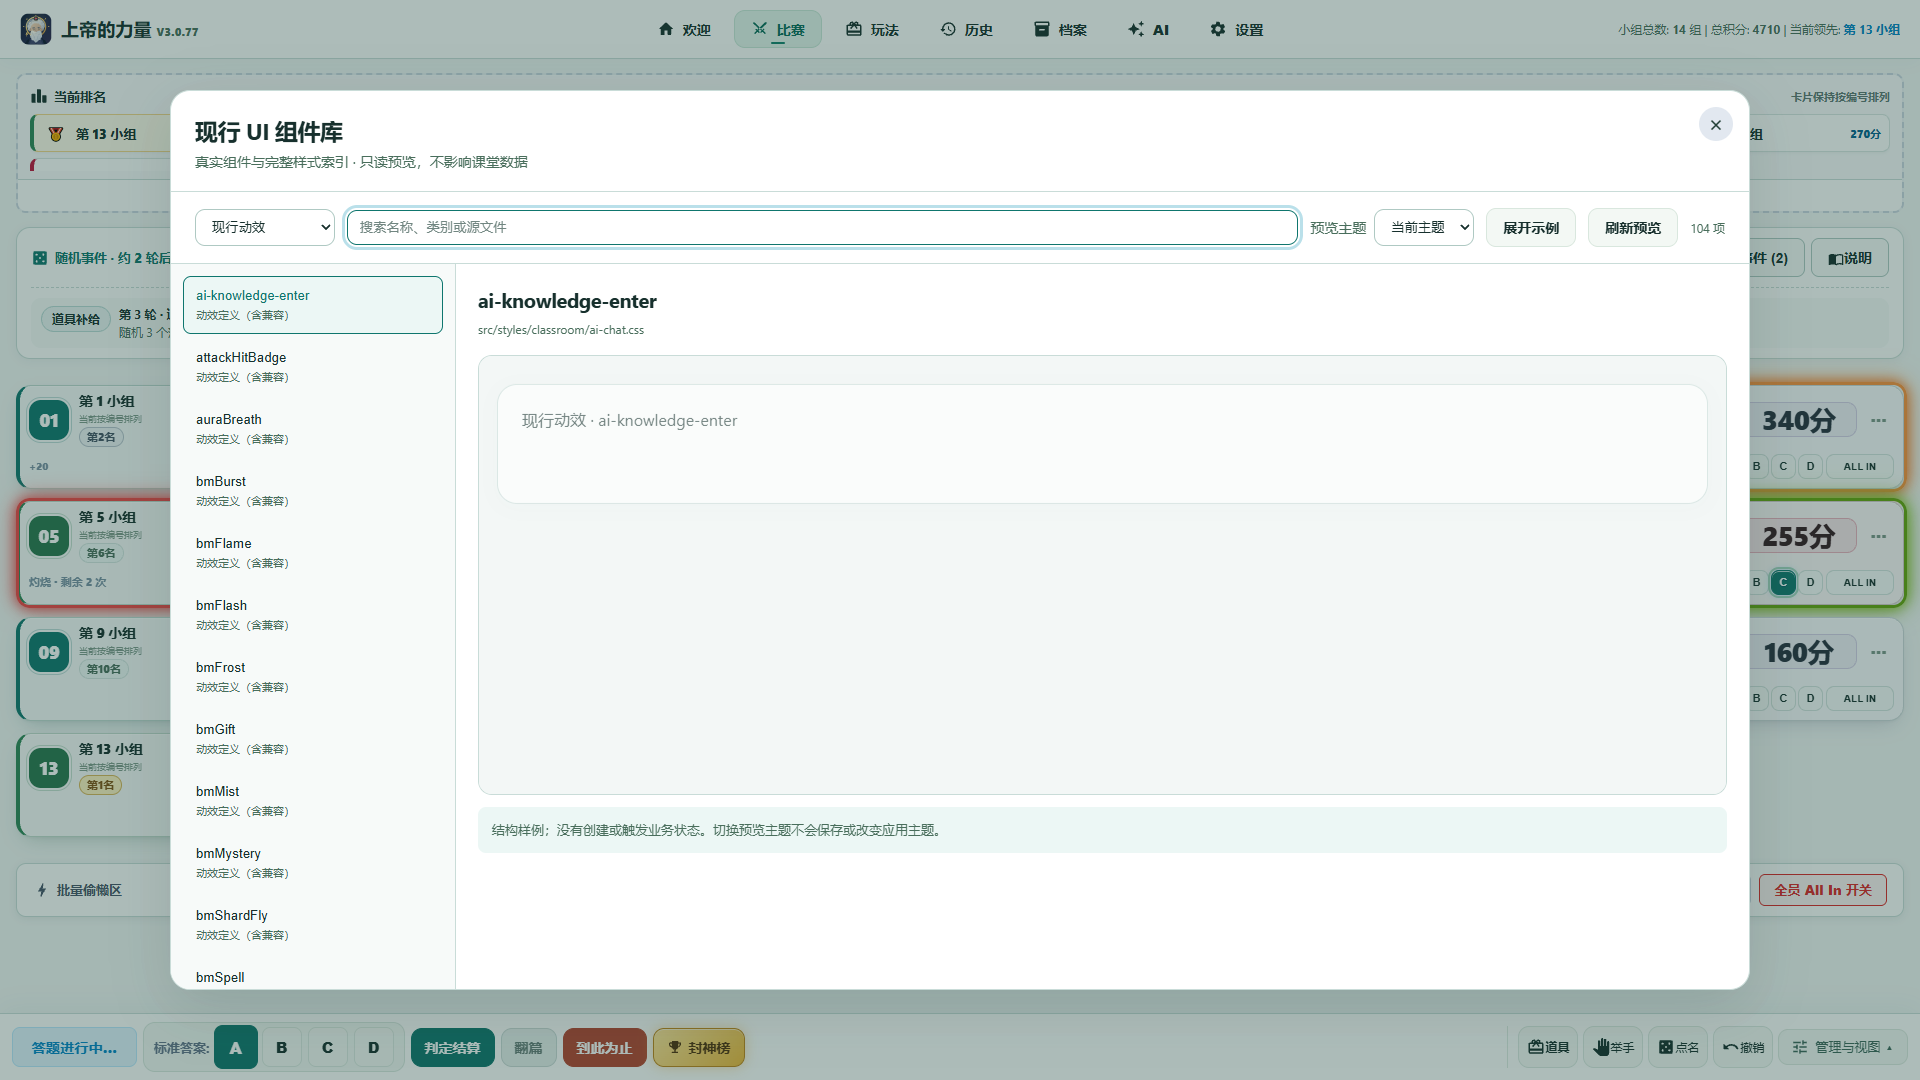 上帝的力量 V3.0.77
欢迎
比赛
玩法
历史
档案
AI
设置
小组总数: 14 组 | 总积分: 4710 | 当前领先: 第 13 小组
当前排名
卡片保持按编号排列
第 13 小组
组
270分
现行 UI 组件库
真实组件与完整样式索引 · 只读预览，不影响课堂数据
现行动效
搜索名称、类别或源文件
预览主题
当前主题
展开示例
刷新预览
104 项
随机事件 · 约 2 轮后
件 (2)
说明
道具补给
第 3 轮 ·
随机 3 个
ai-knowledge-enter
动效定义（含兼容）
attackHitBadge
动效定义（含兼容）
auraBreath
动效定义（含兼容）
bmBurst
动效定义（含兼容）
bmFlame
动效定义（含兼容）
bmFlash
动效定义（含兼容）
bmFrost
动效定义（含兼容）
bmGift
动效定义（含兼容）
bmMist
动效定义（含兼容）
bmMystery
动效定义（含兼容）
bmShardFly
动效定义（含兼容）
bmSpell
ai-knowledge-enter
src/styles/classroom/ai-chat.css
现行动效 · ai-knowledge-enter
结构样例；没有创建或触发业务状态。切换预览主题不会保存或改变应用主题。
01
第 1 小组
当前按编号排列
第2名
+20
340分
B
C
D
ALL IN
05
第 5 小组
当前按编号排列
第6名
灼烧 · 剩余 2 次
255分
B
C
D
ALL IN
09
第 9 小组
当前按编号排列
第10名
160分
B
C
D
ALL IN
13
第 13 小组
当前按编号排列
第1名
批量偷懒区
全员 All In 开关
答题进行中...
标准答案:
A
B
C
D
判定结算
翻篇
到此为止
封神榜
道具
举手
点名
撤销
管理与视图